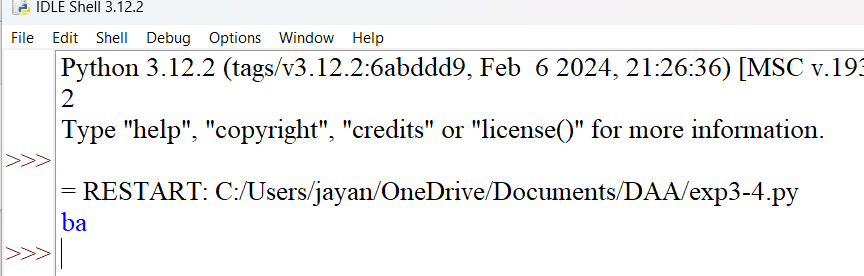 IDLE Shell 3.12.2
File Edit Shell Debug Options Window Help
Python 3.12.2 (tags/v3.12.2:6abddd9, Feb  6 2024, 21:26:36) [MSC v.193
2
Type "help", "copyright", "credits" or "license()" for more information.
>>>
= RESTART: C:/Users/jayan/OneDrive/Documents/DAA/exp3-4.py
ba
>>>